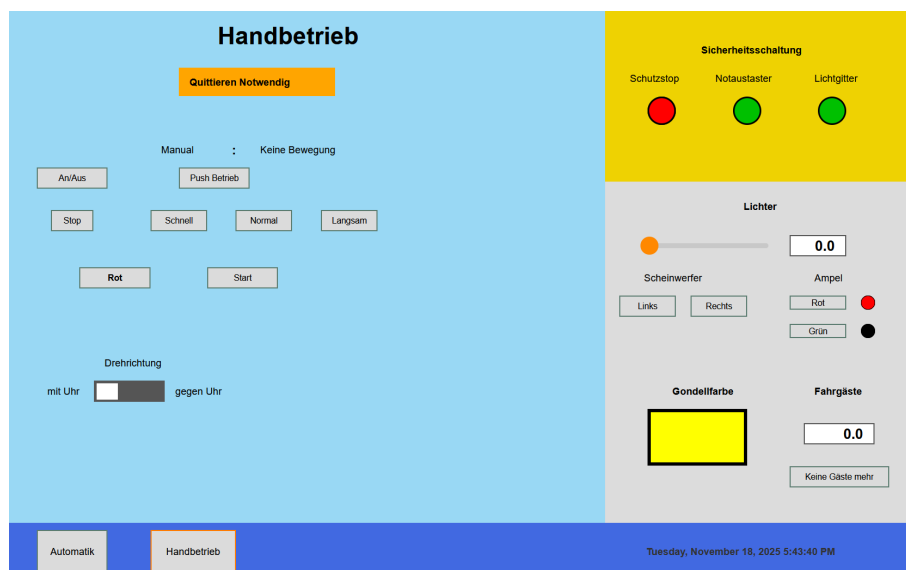 Handbetrieb
Quittieren Notwendig
Manual : Keine Bewegung
An/Aus Push Betrieb
Stop Schnell Normal Langsam
Rot Start
Drehrichtung
mit Uhr gegen Uhr
Sicherheitsschaltung
Schutzstop Notaustaster Lichtgitter
Lichter
0.0
Scheinwerfer Ampel
Links Rechts Rot
Grün
Gondellfarbe Fahrgäste
0.0
Keine Gäste mehr
Automatik Handbetrieb Tuesday, November 18, 2025 5:43:40 PM